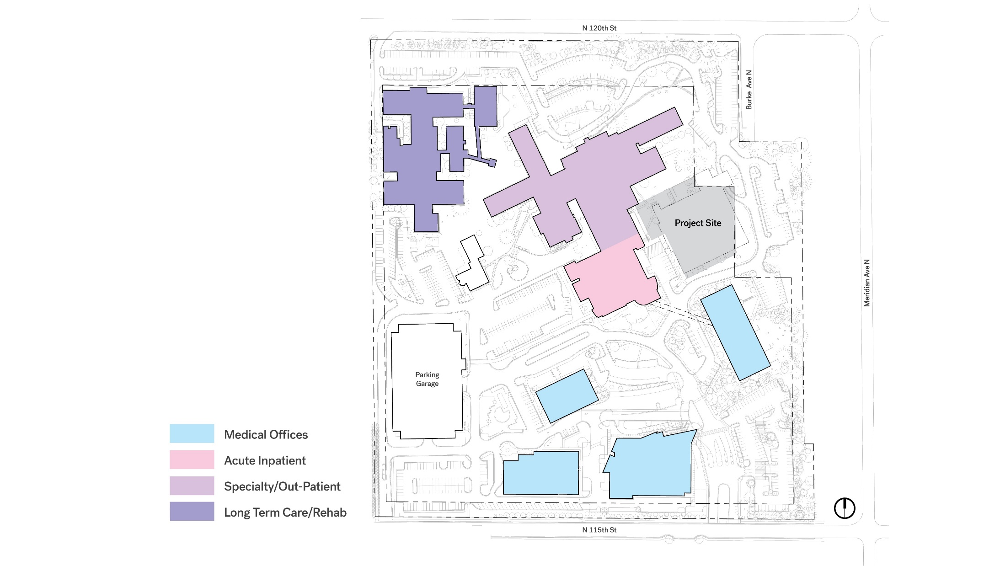 N 120th St
Burke Ave N
Project Site
Meridian Ave N
Parking
Garage
Medical Offices
Acute Inpatient
Specialty/Out-Patient
Long Term Care/Rehab
N 115th St